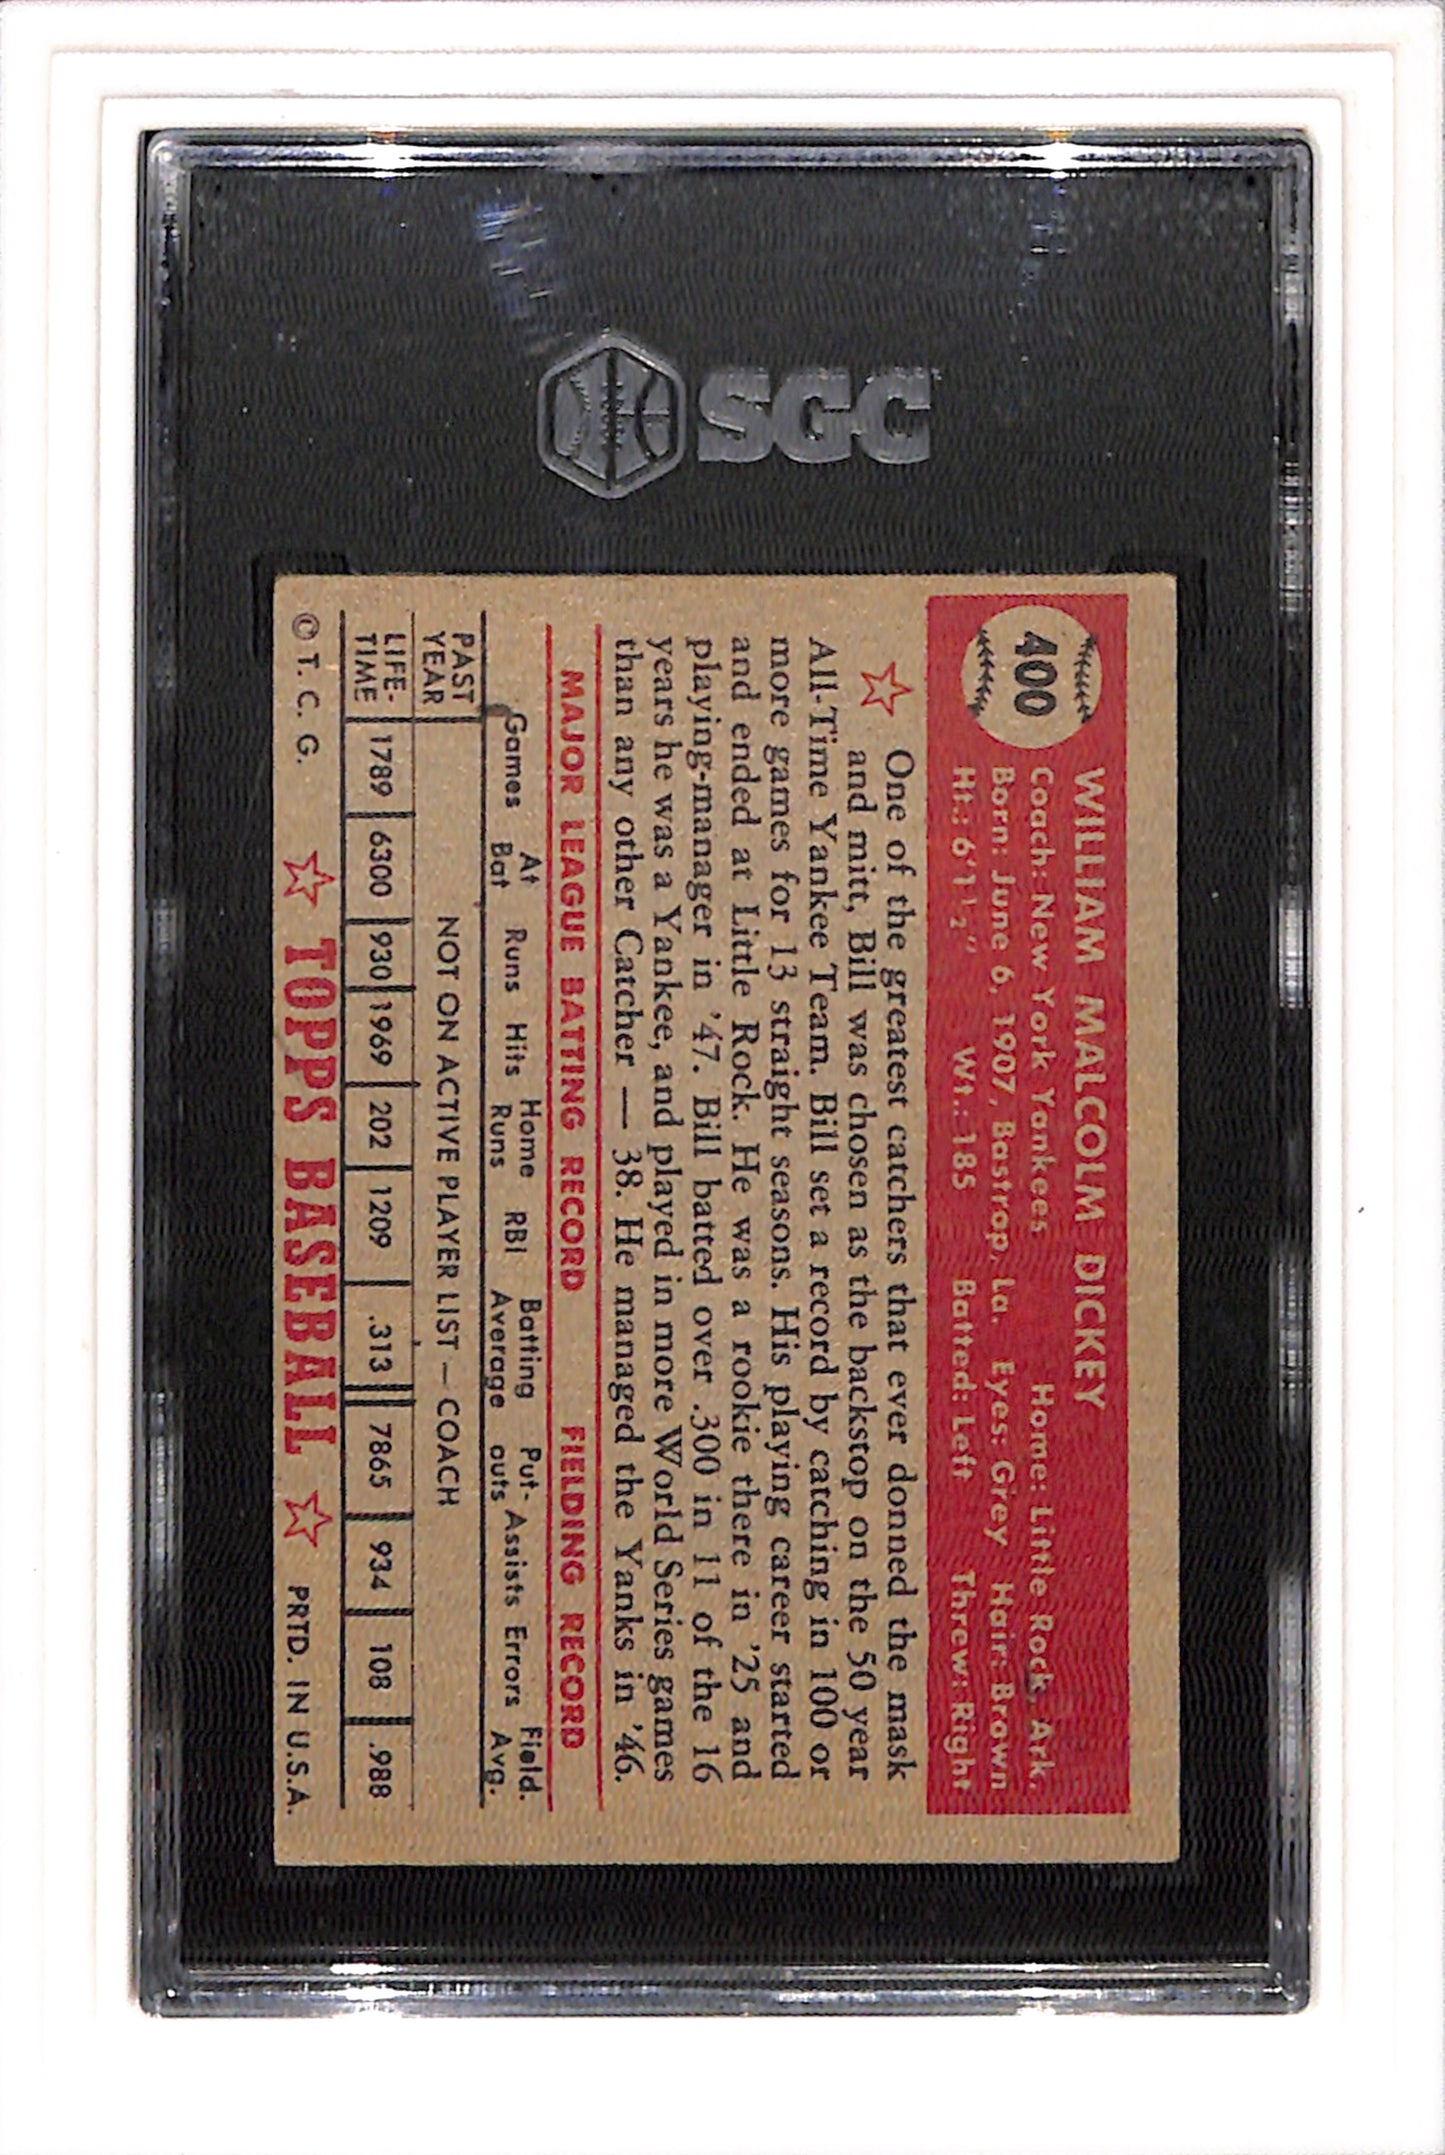 SGC
400
WILLIAM MALCOLM DICKEY
Coach: New York Yankees Home: Little Rock, Ark.
Born: June 6, 1907, Bastrop, La. Eyes: Grey Hair: Brown
Ht.: 6'1½" Wt.: 185 Batted: Left Threw: Right
One of the greatest catchers that ever donned the mask
and mitt, Bill was chosen as the backstop on the 50 year
All-Time Yankee Team. Bill set a record by catching in 100 or
more games for 13 straight seasons. His playing career started
and ended at Little Rock. He was a rookie there in '25 and
playing-manager in '47. Bill batted over .300 in 11 of the 16
years he was a Yankee, and played in more World Series games
than any other Catcher — 38. He managed the Yanks in '46.
MAJOR LEAGUE BATTING RECORD FIELDING RECORD
Games At Bat Runs Hits Home Runs RBI Batting Average Put-outs Assists Errors Field. Avg.
PAST YEAR NOT ON ACTIVE PLAYER LIST — COACH
LIFE-TIME 1789 6300 930 1969 202 1209 .313 7865 934 108 .988
© T. C. G. TOPPS BASEBALL PRTD. IN U.S.A.